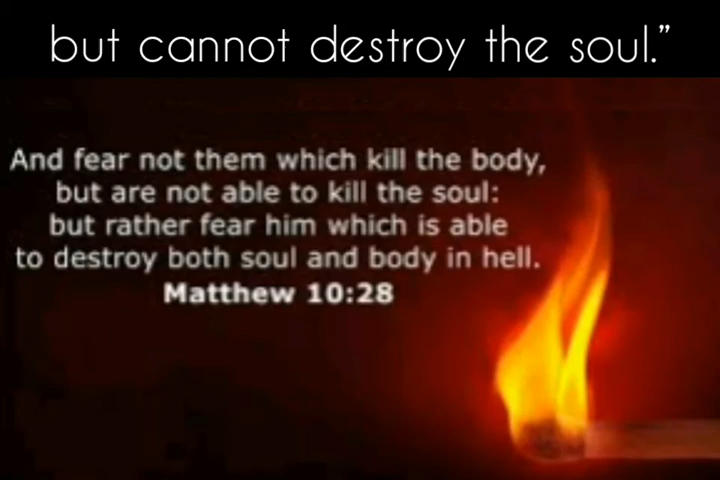 but cannot destroy the soul.”
And fear not them which kill the body,
but are not able to kill the soul:
but rather fear him which is able
to destroy both soul and body in hell.
Matthew 10:28